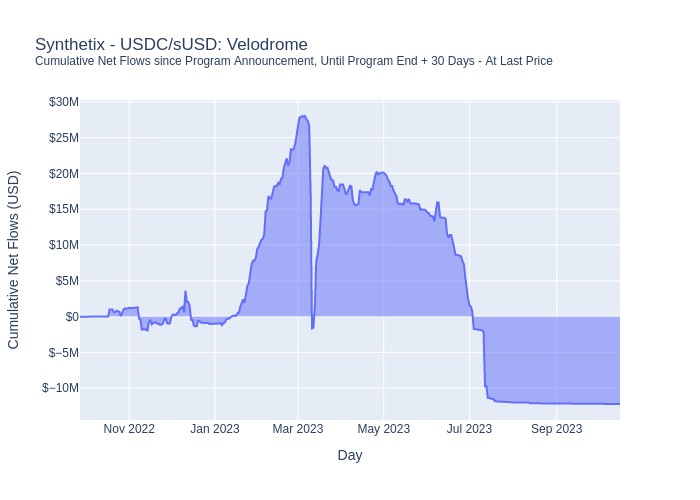 Synthetix - USDC/sUSD: Velodrome
Cumulative Net Flows since Program Announcement, Until Program End + 30 Days - At Last Price
Cumulative Net Flows (USD)
$30M
$25M
$20M
$15M
$10M
$5M
$0
$−5M
$−10M
Nov 2022
Jan 2023
Mar 2023
May 2023
Jul 2023
Sep 2023
Day